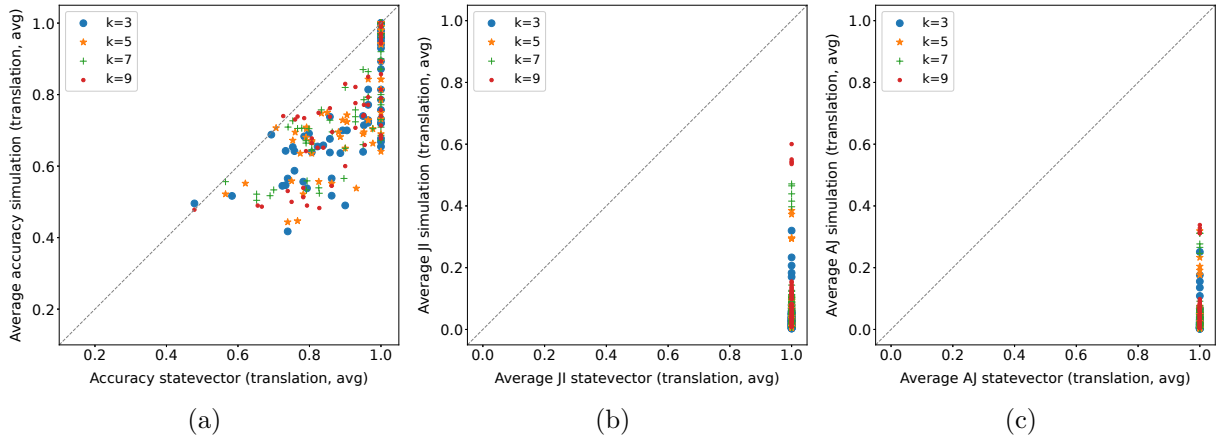 Average accuracy simulation (translation, avg)
1.0
0.8
0.6
0.4
0.2
k=3
k=5
k=7
k=9
0.2
0.4
0.6
0.8
1.0
Accuracy statevector (translation, avg)
(a)
Average JI simulation (translation, avg)
1.0
0.8
0.6
0.4
0.2
0.0
k=3
k=5
k=7
k=9
0.0
0.2
0.4
0.6
0.8
1.0
Average JI statevector (translation, avg)
(b)
Average AJ simulation (translation, avg)
1.0
0.8
0.6
0.4
0.2
0.0
k=3
k=5
k=7
k=9
0.0
0.2
0.4
0.6
0.8
1.0
Average AJ statevector (translation, avg)
(c)